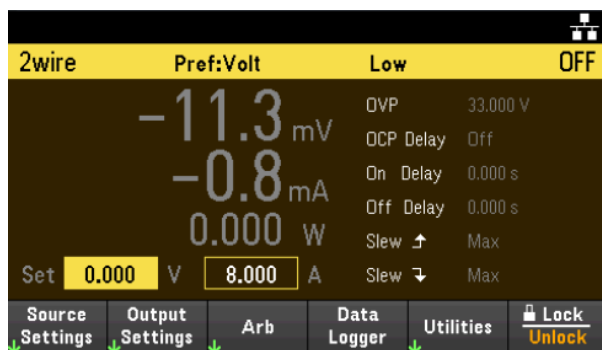 2wire Pref:Volt Low OFF
-11.3 mV
-0.8 mA
0.000 W
OVP 33.000 V
OCP Delay Off
On Delay 0.000 s
Off Delay 0.000 s
Slew Max
Slew Max
Set 0.000 V 8.000 A
Source Settings
Output Settings
Arb
Data Logger
Utilities
Lock
Unlock